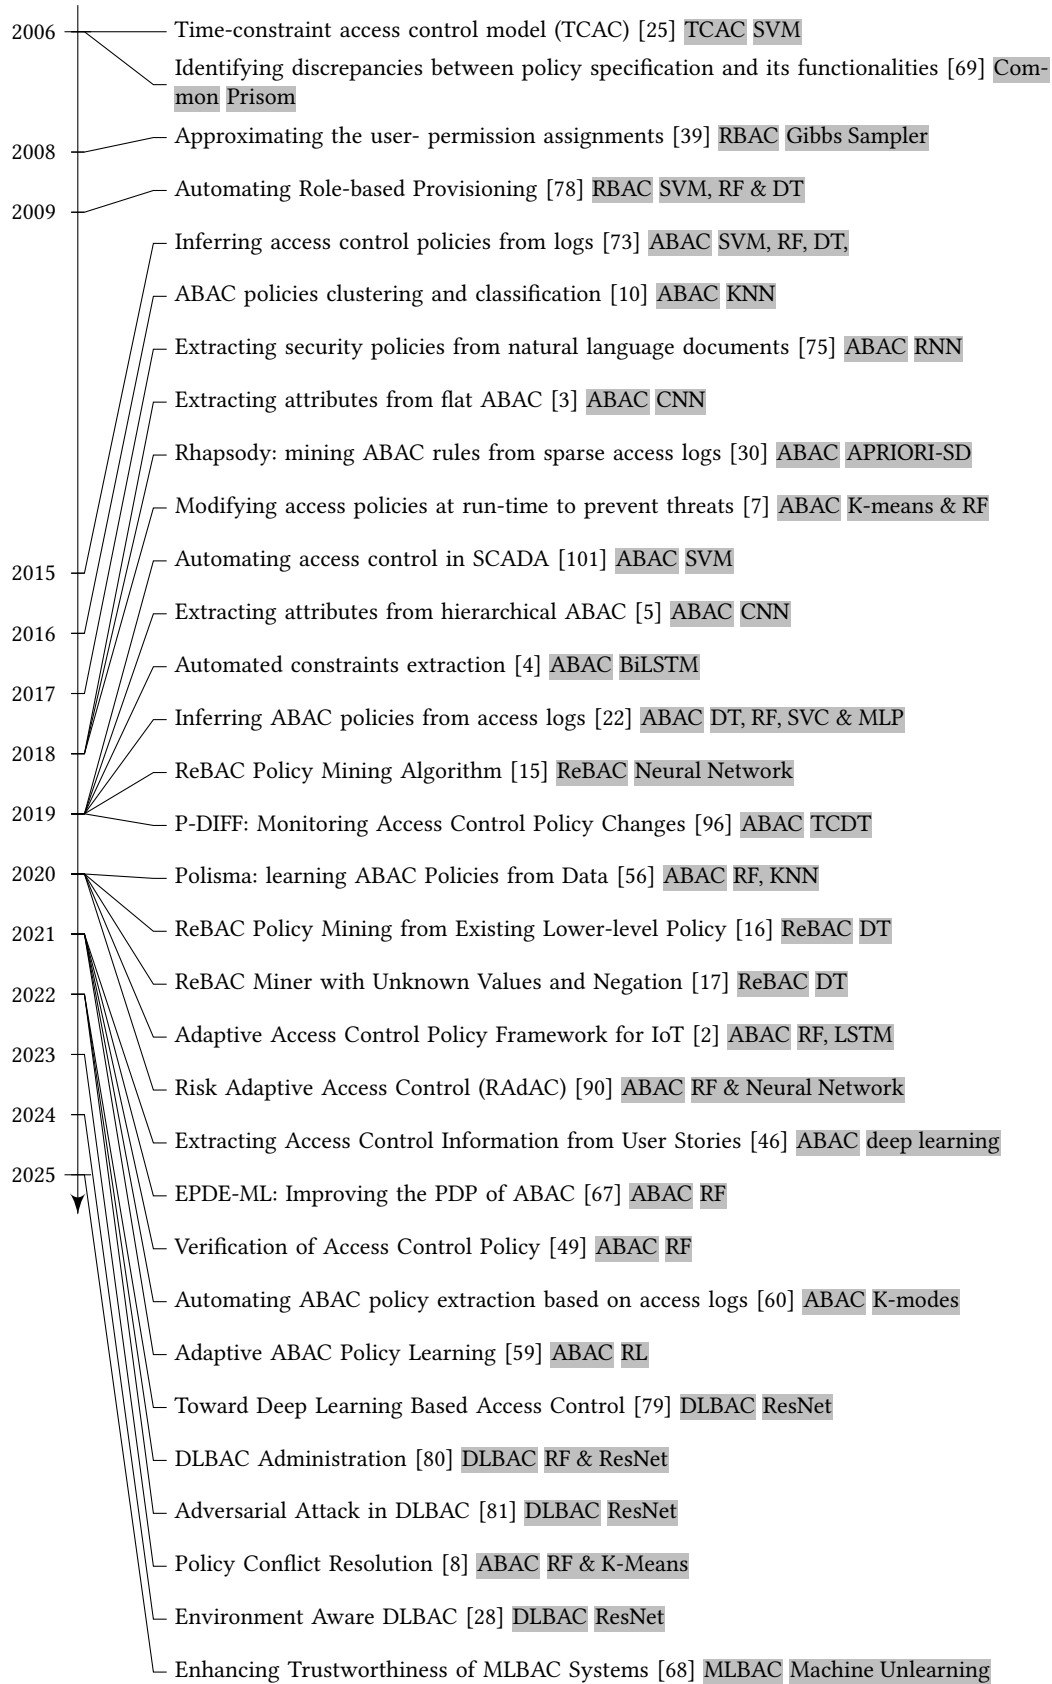 2006
Time-constraint access control model (TCAC) [25] TCAC SVM
Identifying discrepancies between policy specification and its functionalities [69] Com-
mon Prisom
Approximating the user- permission assignments [39] RBAC Gibbs Sampler
2008
Automating Role-based Provisioning [78] RBAC SVM, RF & DT
2009
Inferring access control policies from logs [73] ABAC SVM, RF, DT,
ABAC policies clustering and classification [10] ABAC KNN
Extracting security policies from natural language documents [75] ABAC RNN
Extracting attributes from flat ABAC [3] ABAC CNN
Rhapsody: mining ABAC rules from sparse access logs [30] ABAC APRIORI-SD
Modifying access policies at run-time to prevent threats [7] ABAC K-means & RF
Automating access control in SCADA [101] ABAC SVM
2015
Extracting attributes from hierarchical ABAC [5] ABAC CNN
2016
Automated constraints extraction [4] ABAC BiLSTM
2017
Inferring ABAC policies from access logs [22] ABAC DT, RF, SVC & MLP
2018
ReBAC Policy Mining Algorithm [15] ReBAC Neural Network
2019
P-DIFF: Monitoring Access Control Policy Changes [96] ABAC TCDT
2020
Polisma: learning ABAC Policies from Data [56] ABAC RF, KNN
ReBAC Policy Mining from Existing Lower-level Policy [16] ReBAC DT
2021
ReBAC Miner with Unknown Values and Negation [17] ReBAC DT
2022
Adaptive Access Control Policy Framework for IoT [2] ABAC RF, LSTM
2023
Risk Adaptive Access Control (RAdAC) [90] ABAC RF & Neural Network
2024
Extracting Access Control Information from User Stories [46] ABAC deep learning
2025
EPDE-ML: Improving the PDP of ABAC [67] ABAC RF
Verification of Access Control Policy [49] ABAC RF
Automating ABAC policy extraction based on access logs [60] ABAC K-modes
Adaptive ABAC Policy Learning [59] ABAC RL
Toward Deep Learning Based Access Control [79] DLBAC ResNet
DLBAC Administration [80] DLBAC RF & ResNet
Adversarial Attack in DLBAC [81] DLBAC ResNet
Policy Conflict Resolution [8] ABAC RF & K-Means
Environment Aware DLBAC [28] DLBAC ResNet
Enhancing Trustworthiness of MLBAC Systems [68] MLBAC Machine Unlearning